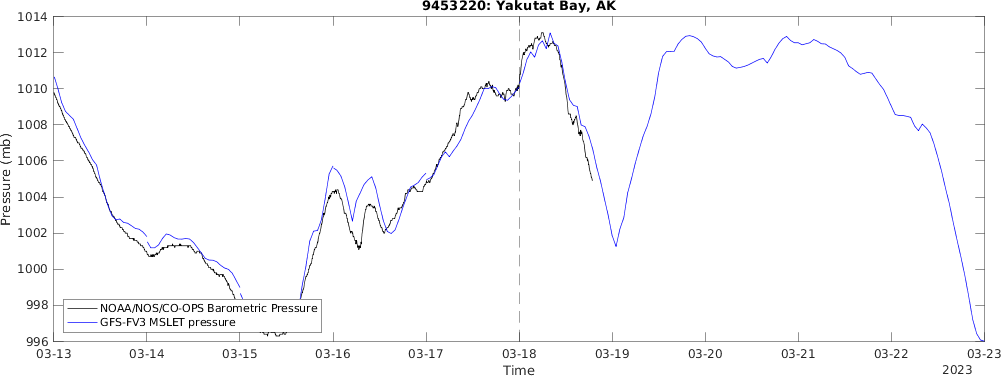 9453220: Yakutat Bay, AK
1014
1012
1010
1008
1006
1004
1002
1000
998
996
Pressure (mb)
NOAA/NOS/CO-OPS Barometric Pressure
GFS-FV3 MSLET pressure
03-13 03-14 03-15 03-16 03-17 03-18 03-19 03-20 03-21 03-22 03-23
Time
2023